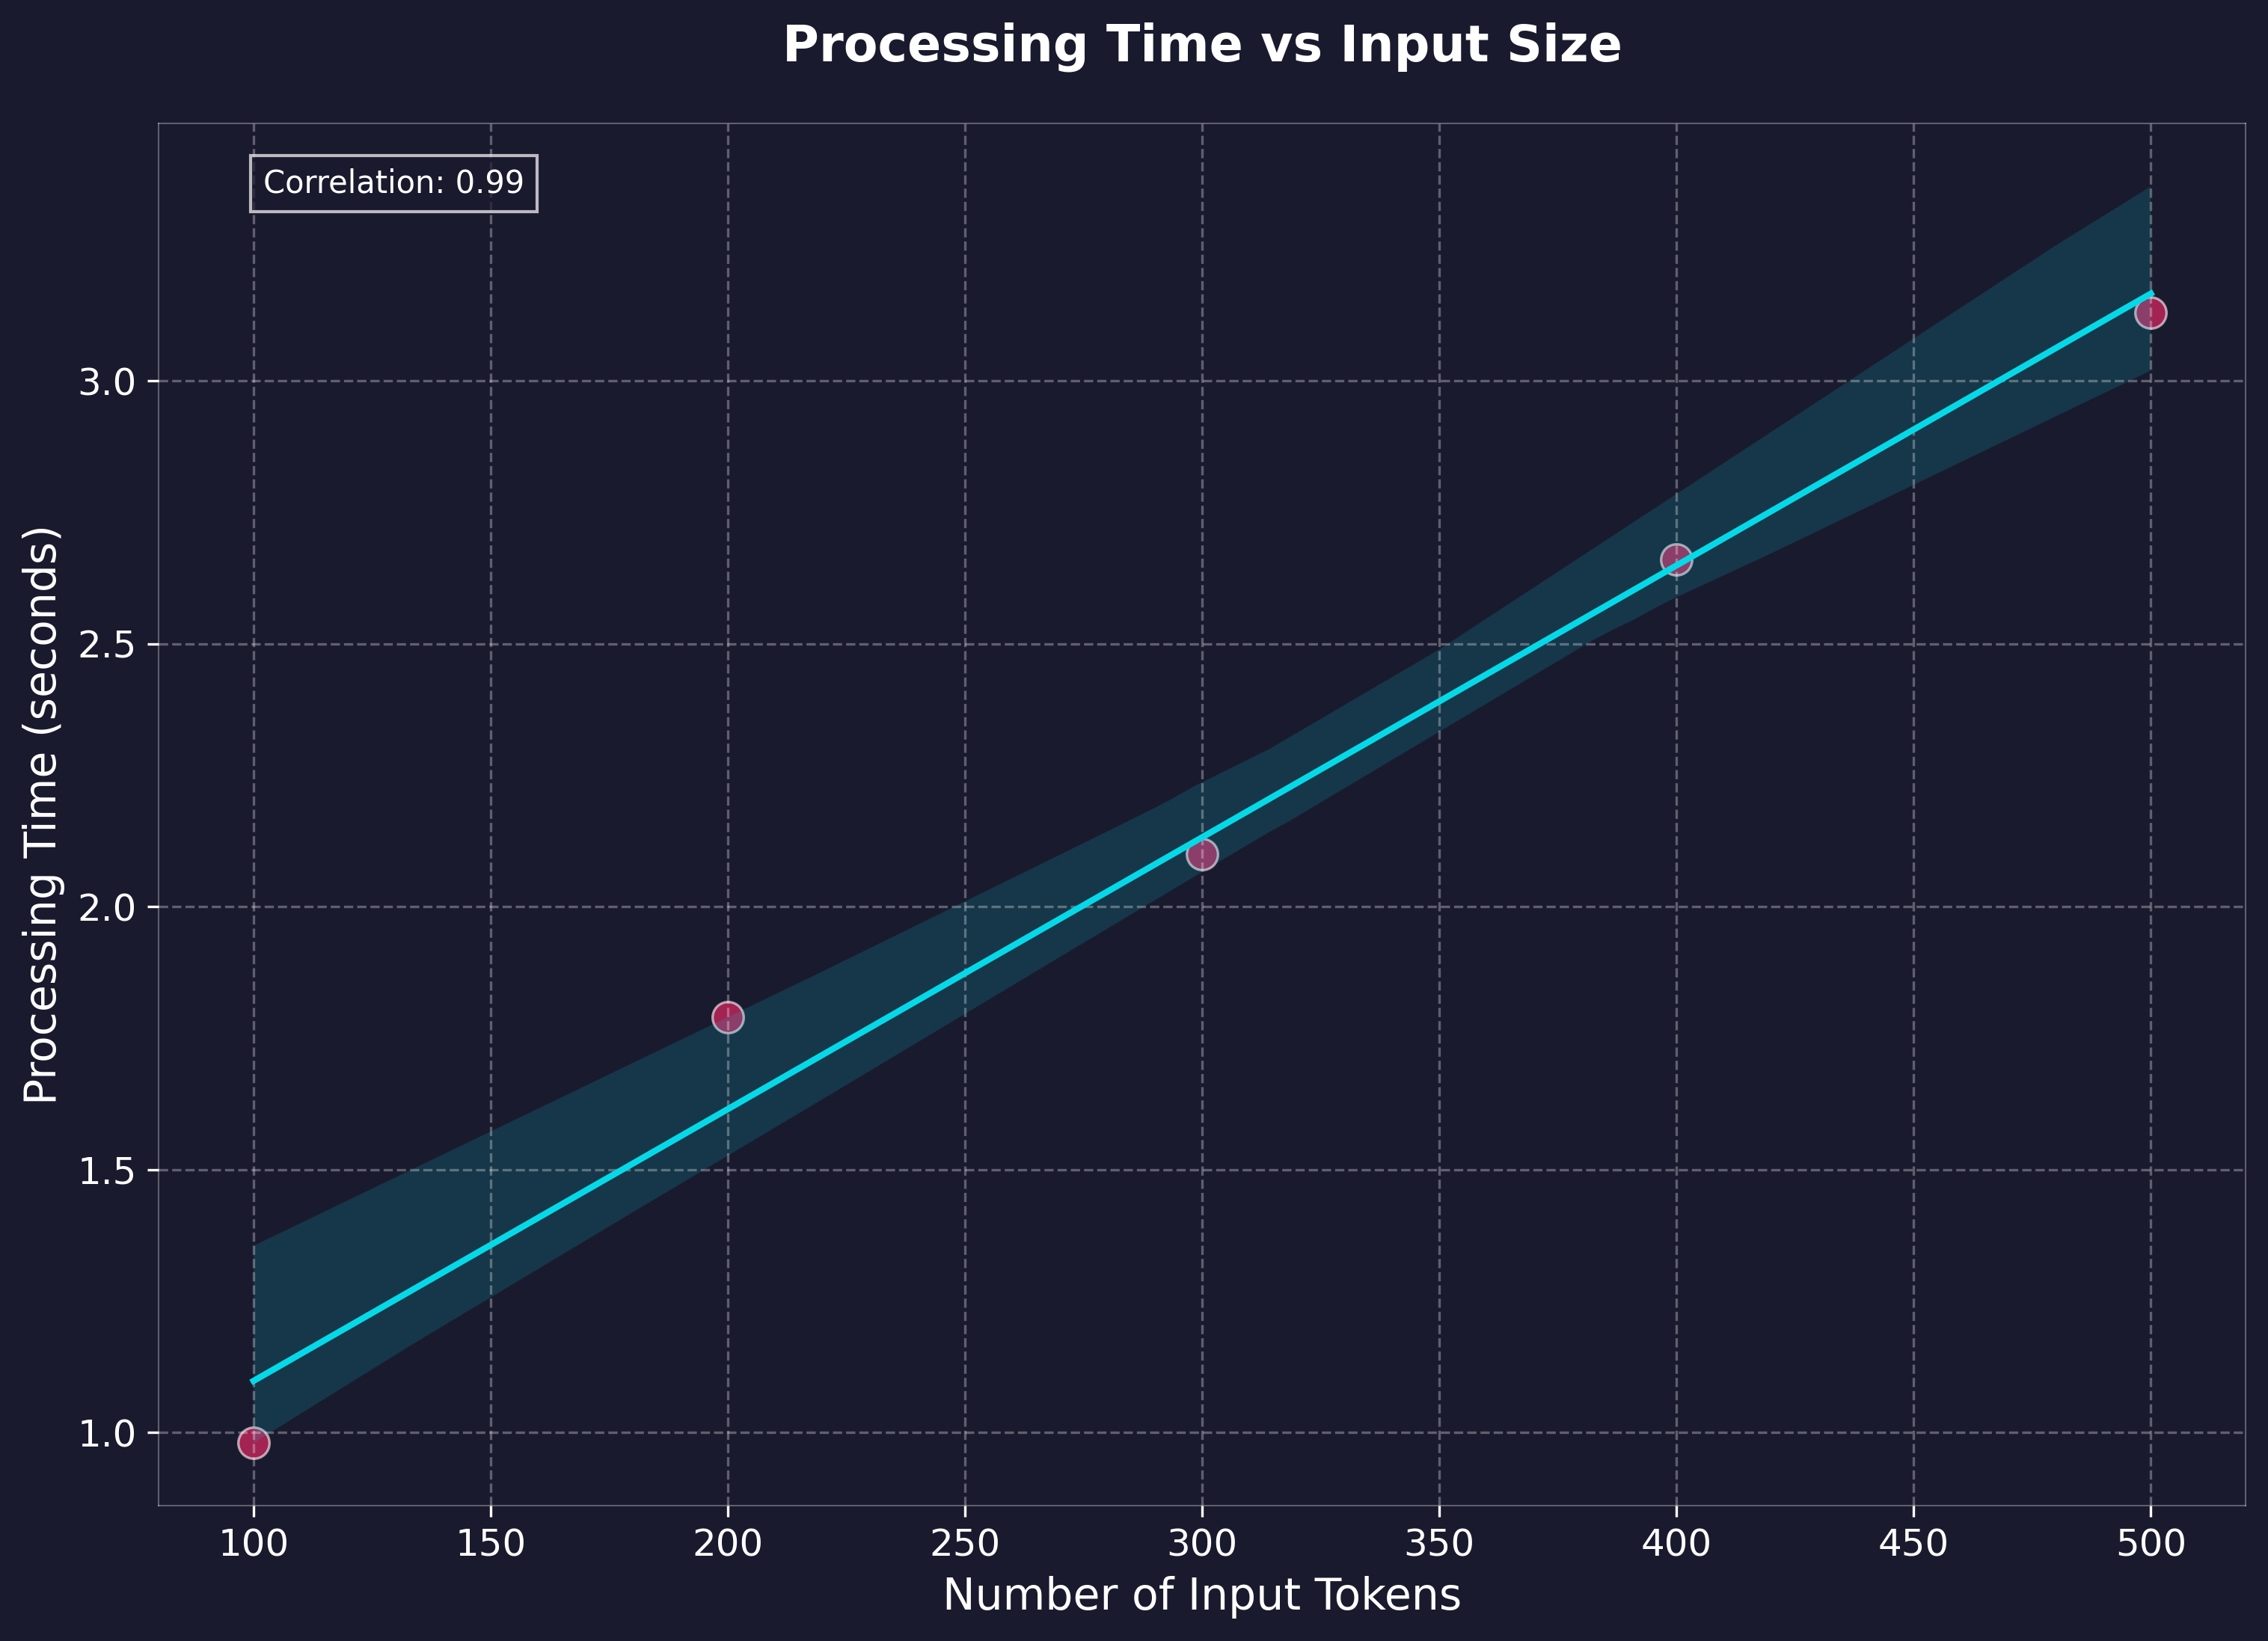 Processing Time vs Input Size
Correlation: 0.99
Processing Time (seconds)
3.0
2.5
2.0
1.5
1.0
100 150 200 250 300 350 400 450 500
Number of Input Tokens